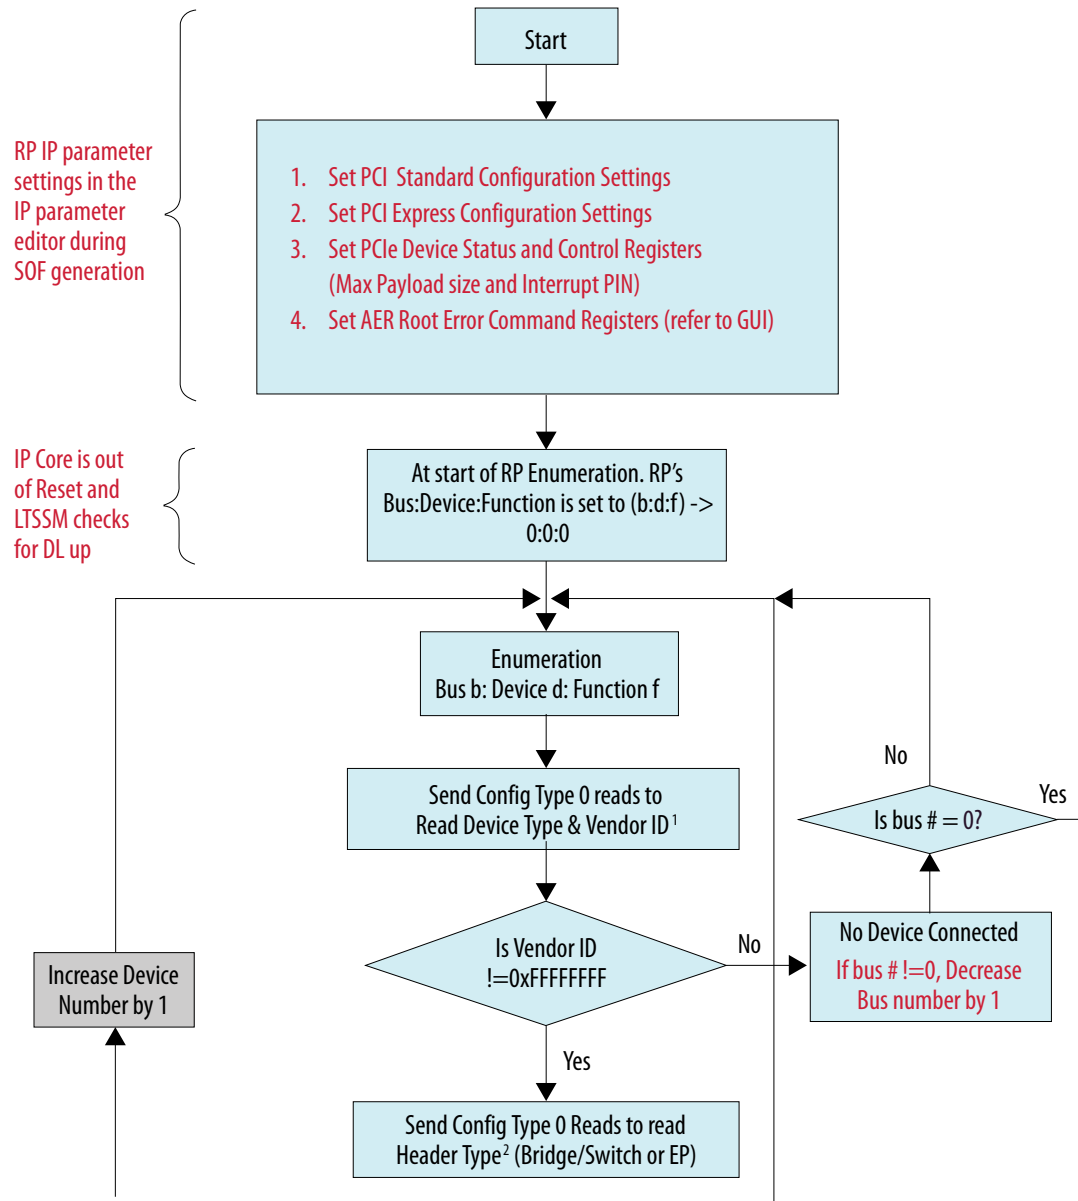 Start
RP IP parameter
settings in the
IP parameter
editor during
SOF generation
1. Set PCI Standard Configuration Settings
2. Set PCI Express Configuration Settings
3. Set PCIe Device Status and Control Registers
(Max Payload size and Interrupt PIN)
4. Set AER Root Error Command Registers (refer to GUI)
IP Core is out
of Reset and
LTSSM checks
for DL up
At start of RP Enumeration. RP's
Bus:Device:Function is set to (b:d:f) ->
0:0:0
Enumeration
Bus b: Device d: Function f
Send Config Type 0 reads to
Read Device Type & Vendor ID 1
No
Yes
Is bus # = 0?
Is Vendor ID
!=0xFFFFFFFF
No
No Device Connected
If bus # !=0, Decrease
Bus number by 1
Increase Device
Number by 1
Yes
Send Config Type 0 Reads to read
Header Type2 (Bridge/Switch or EP)